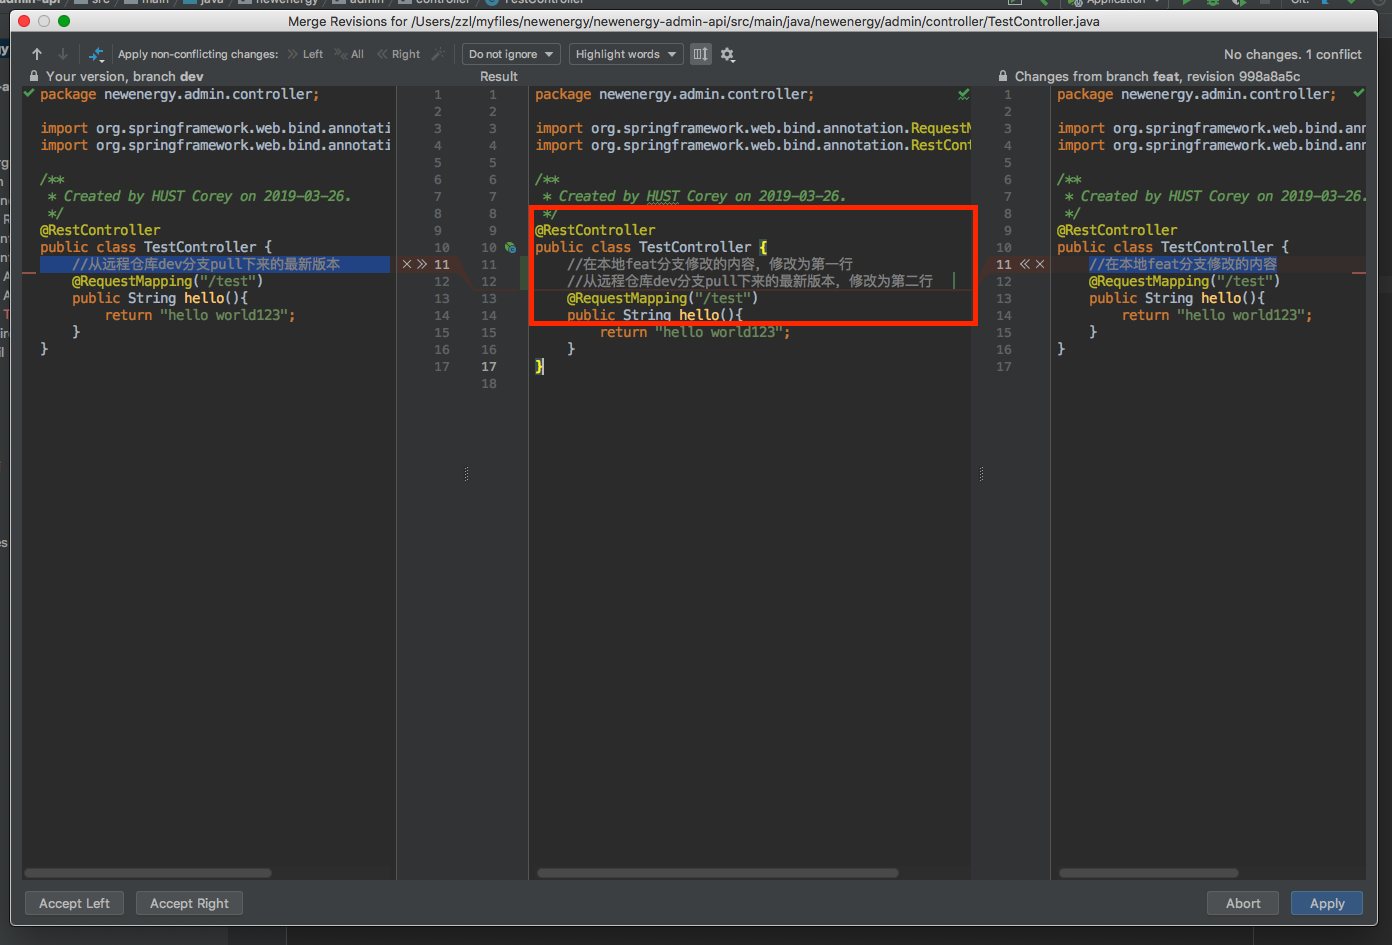 Merge Revisions for /Users/zzl/myfiles/newenergy/newenergy-admin-api/src/main/java/newenergy/admin/controller/TestController.java
Apply non-conflicting changes: Left All Right Do not ignore Highlight words No changes. 1 conflict
Your version, branch dev
1 package newenergy.admin.controller;
2
3 import org.springframework.web.bind.annotati
4 import org.springframework.web.bind.annotati
5
6 /**
7 * Created by HUST Corey on 2019-03-26.
8 */
9 @RestController
10 public class TestController {
11 //从远程仓库dev分支pull下来的最新版本
12 @RequestMapping("/test")
13 public String hello(){
14 return "hello world123";
15 }
16 }
17
Result
1 package newenergy.admin.controller;
2
3 import org.springframework.web.bind.annotation.RequestM
4 import org.springframework.web.bind.annotation.RestCont
5
6 /**
7 * Created by HUST Corey on 2019-03-26.
8 */
9 @RestController
10 public class TestController {
11 //在本地feat分支修改的内容，修改为第一行
12 //从远程仓库dev分支pull下来的最新版本，修改为第二行
13 @RequestMapping("/test")
14 public String hello(){
15 return "hello world123";
16 }
17 }
18
Changes from branch feat, revision 998a8a5c
1 package newenergy.admin.controller;
2
3 import org.springframework.web.bind.anr
4 import org.springframework.web.bind.anr
5
6 /**
7 * Created by HUST Corey on 2019-03-26.
8 */
9 @RestController
10 public class TestController {
11 //在本地feat分支修改的内容
12 @RequestMapping("/test")
13 public String hello(){
14 return "hello world123";
15 }
16 }
17
Accept Left Accept Right Abort Apply